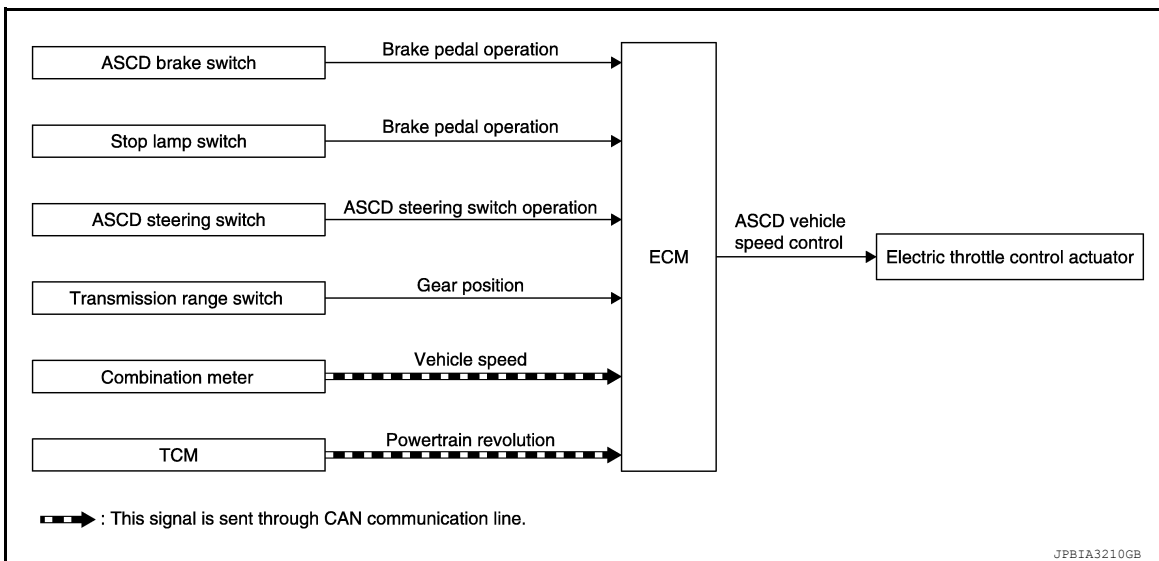 ASCD brake switch
Brake pedal operation
Stop lamp switch
Brake pedal operation
ASCD steering switch
ASCD steering switch operation
Transmission range switch
Gear position
Combination meter
Vehicle speed
TCM
Powertrain revolution
ECM
ASCD vehicle
speed control
Electric throttle control actuator
: This signal is sent through CAN communication line.
JPBIA3210GB